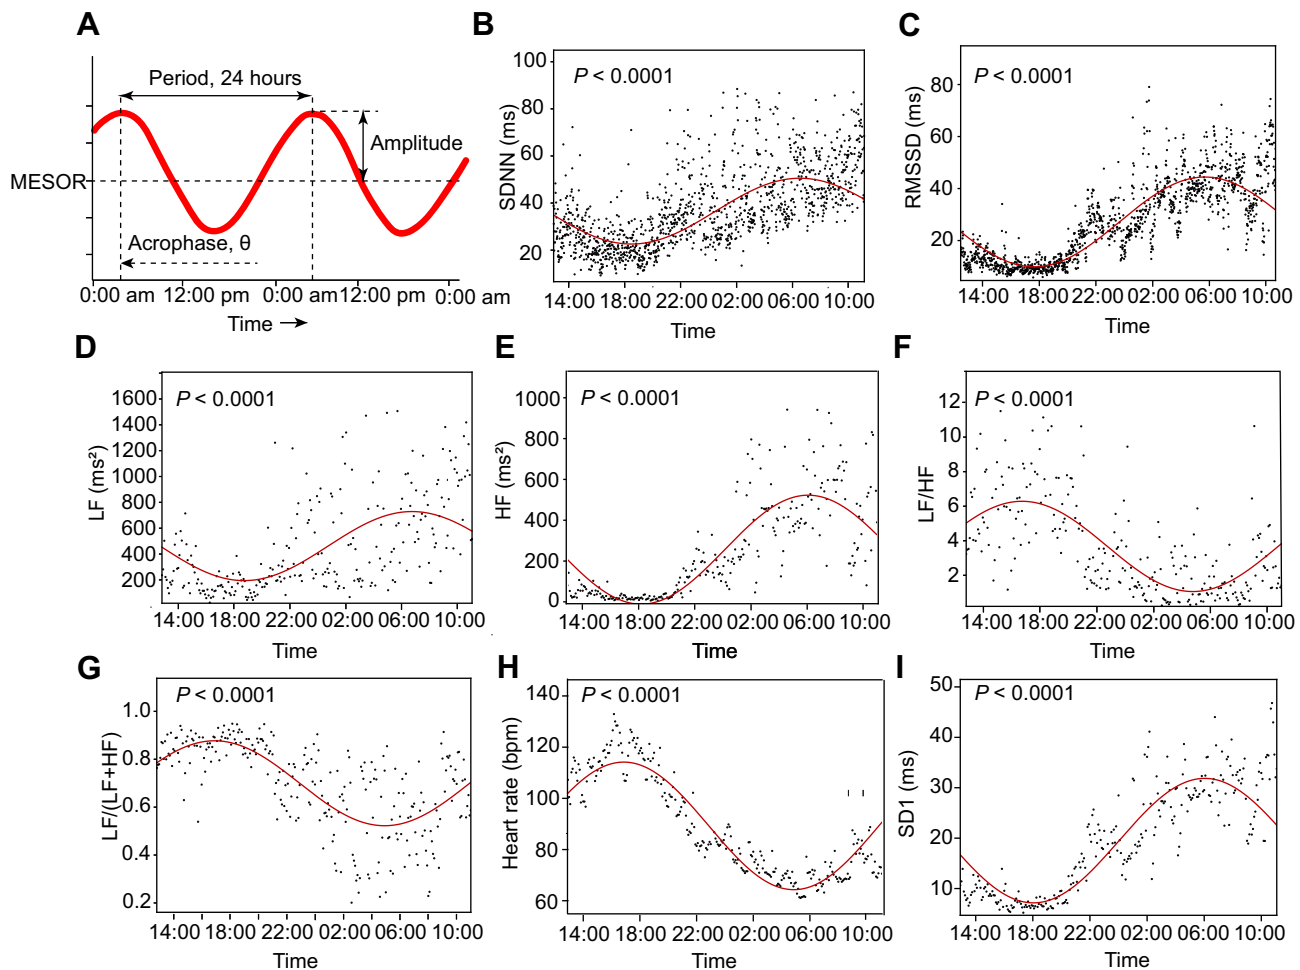 A
Period, 24 hours
Amplitude
MESOR
Acrophase, θ
0:00 am 12:00 pm 0:00 am 12:00 pm 0:00 am
Time →
B
P < 0.0001
SDNN (ms)
100
80
60
40
20
14:00 18:00 22:00 02:00 06:00 10:00
Time
C
P < 0.0001
RMSSD (ms)
80
60
40
20
14:00 18:00 22:00 02:00 06:00 10:00
Time
D
P < 0.0001
LF (ms²)
1600
1400
1200
1000
800
600
400
200
14:00 18:00 22:00 02:00 06:00 10:00
Time
E
P < 0.0001
HF (ms²)
1000
800
600
400
200
0
14:00 18:00 22:00 02:00 06:00 10:00
Time
F
P < 0.0001
LF/HF
12
10
8
6
4
2
14:00 18:00 22:00 02:00 06:00 10:00
Time
G
P < 0.0001
LF/(LF+HF)
1.0
0.8
0.6
0.4
0.2
14:00 18:00 22:00 02:00 06:00 10:00
Time
H
P < 0.0001
Heart rate (bpm)
140
120
100
80
60
14:00 18:00 22:00 02:00 06:00 10:00
Time
I
P < 0.0001
SD1 (ms)
50
40
30
20
10
14:00 18:00 22:00 02:00 06:00 10:00
Time